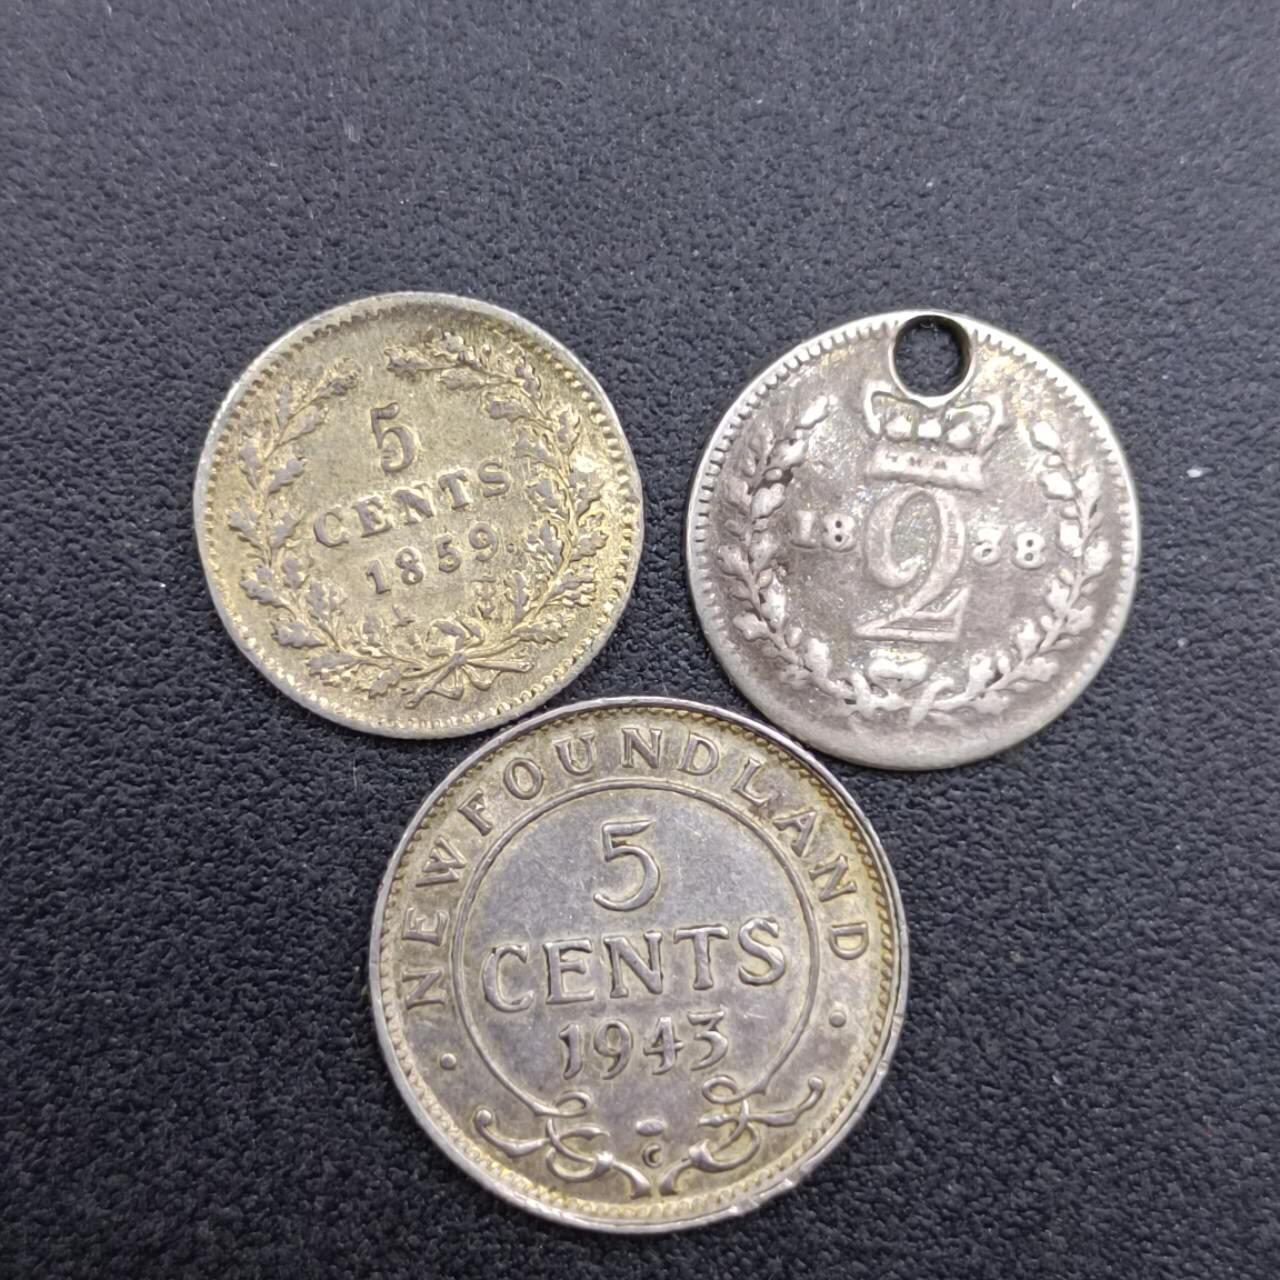 5
CENTS
1859.
18 2 38
NEWFOUNDLAND
5
CENTS
1943
C